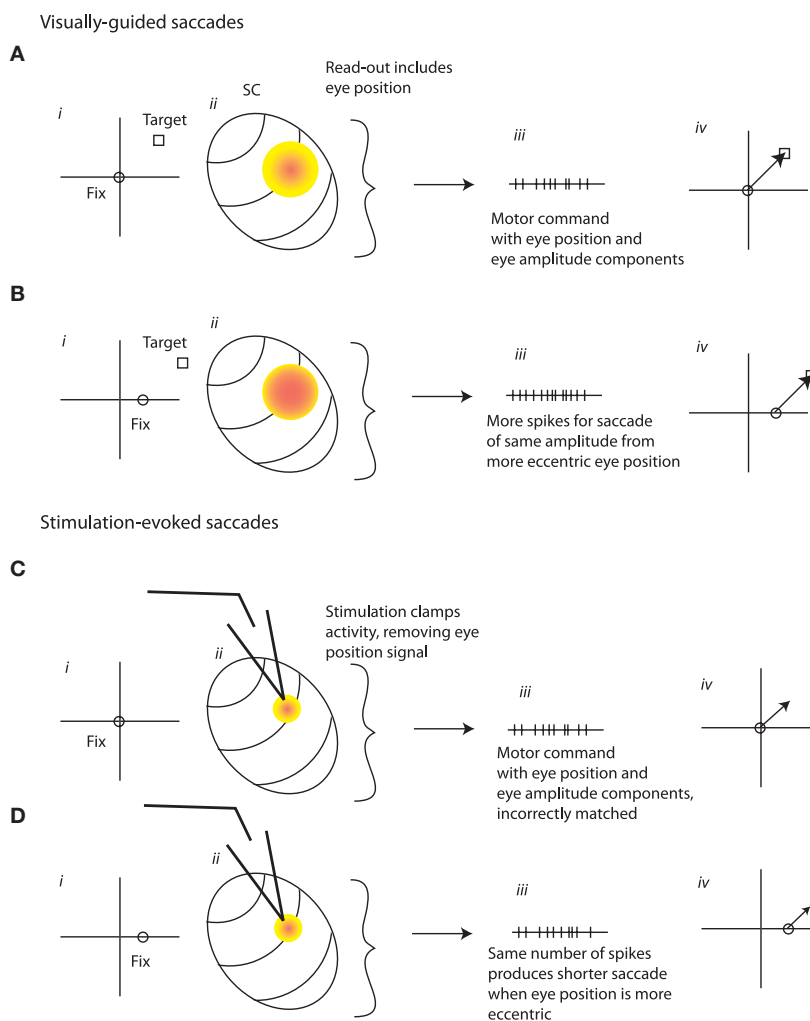 Visually-guided saccades
A
SC
Read-out includes
eye position
i
Target
Fix
ii
iii
Motor command
with eye position and
eye amplitude components
iv
B
i
Target
Fix
ii
iii
More spikes for saccade
of same amplitude from
more eccentric eye position
iv
Stimulation-evoked saccades
C
Stimulation clamps
activity, removing eye
position signal
i
Fix
ii
iii
Motor command
with eye position and
eye amplitude components,
incorrectly matched
iv
D
i
Fix
ii
iii
Same number of spikes
produces shorter saccade
when eye position is more
eccentric
iv